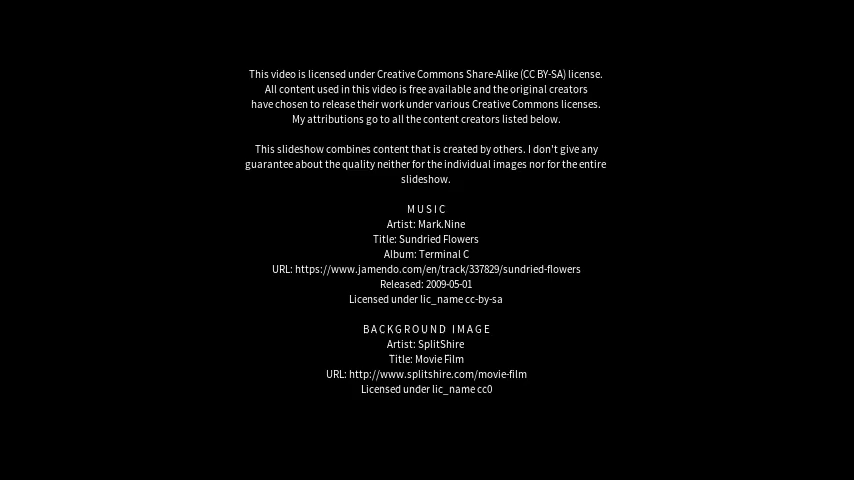 This video is licensed under Creative Commons Share-Alike (CC BY-SA) license.
All content used in this video is free available and the original creators
have chosen to release their work under various Creative Commons licenses.
My attributions go to all the content creators listed below.
This slideshow combines content that is created by others. I don't give any
guarantee about the quality neither for the individual images nor for the entire
slideshow.
MUSIC
Artist: Mark.Nine
Title: Sundried Flowers
Album: Terminal C
URL: https://www.jamendo.com/en/track/337829/sundried-flowers
Released: 2009-05-01
Licensed under lic_name cc-by-sa
BACKGROUND IMAGE
Artist: SplitShire
Title: Movie Film
URL: http://www.splitshire.com/movie-film
Licensed under lic_name cc0